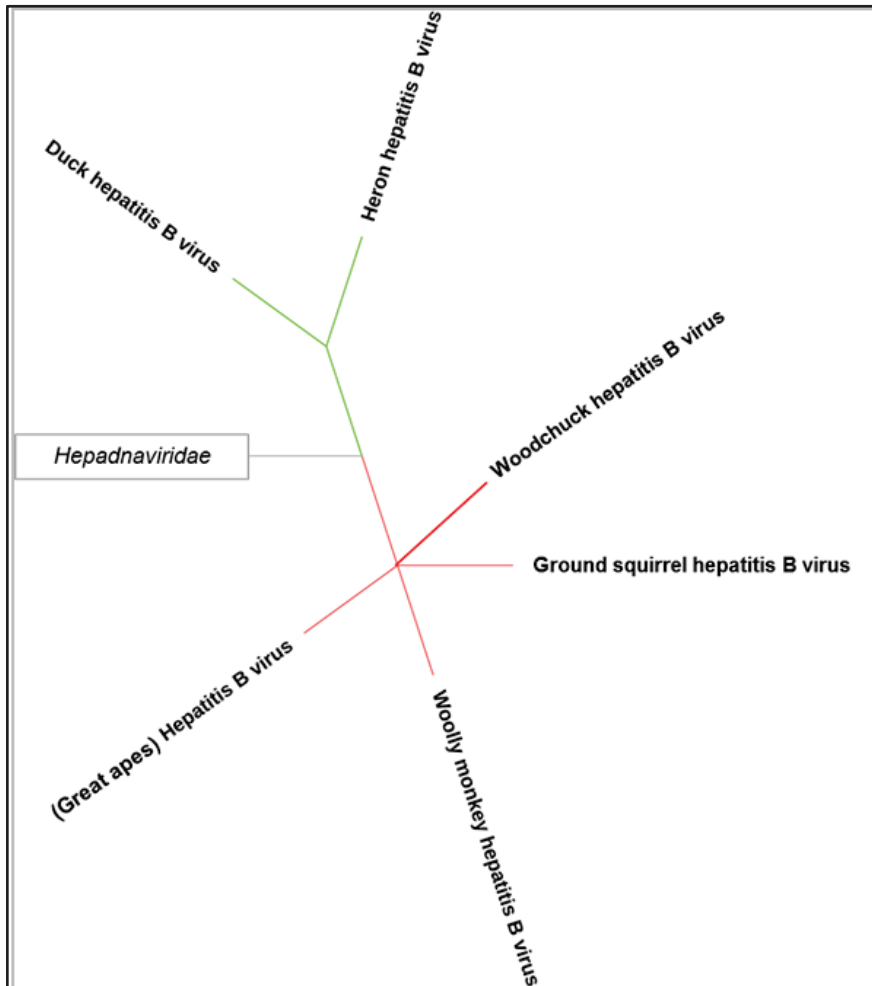 Duck hepatitis B virus
Heron hepatitis B virus
Woodchuck hepatitis B virus
Hepadnaviridae
Ground squirrel hepatitis B virus
(Great apes) Hepatitis B virus
Woolly monkey hepatitis B virus